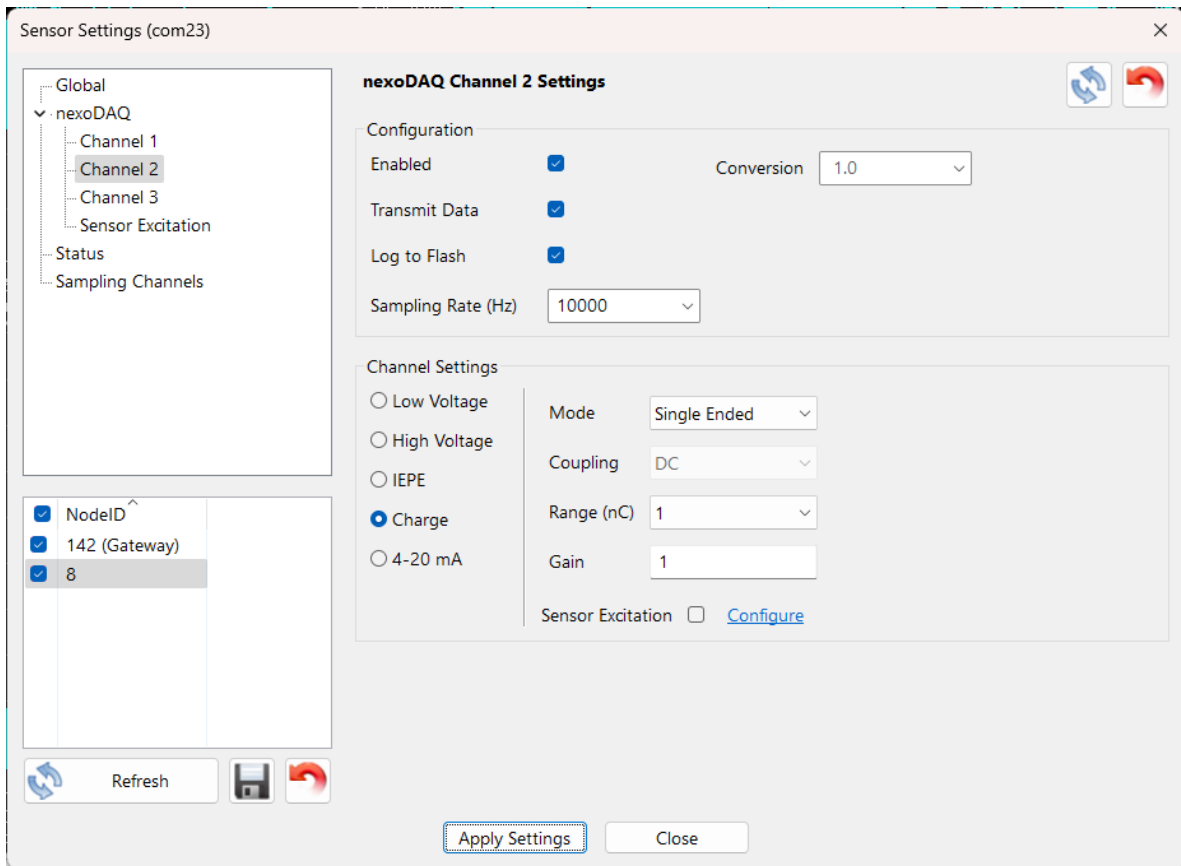 Sensor Settings (com23)
Global
nexoDAQ
Channel 1
Channel 2
Channel 3
Sensor Excitation
Status
Sampling Channels
NodeID
142 (Gateway)
8
Refresh
nexoDAQ Channel 2 Settings
Configuration
Enabled
Conversion 1.0
Transmit Data
Log to Flash
Sampling Rate (Hz) 10000
Channel Settings
Low Voltage
High Voltage
IEPE
Charge
4-20 mA
Mode Single Ended
Coupling DC
Range (nC) 1
Gain 1
Sensor Excitation Configure
Apply Settings Close